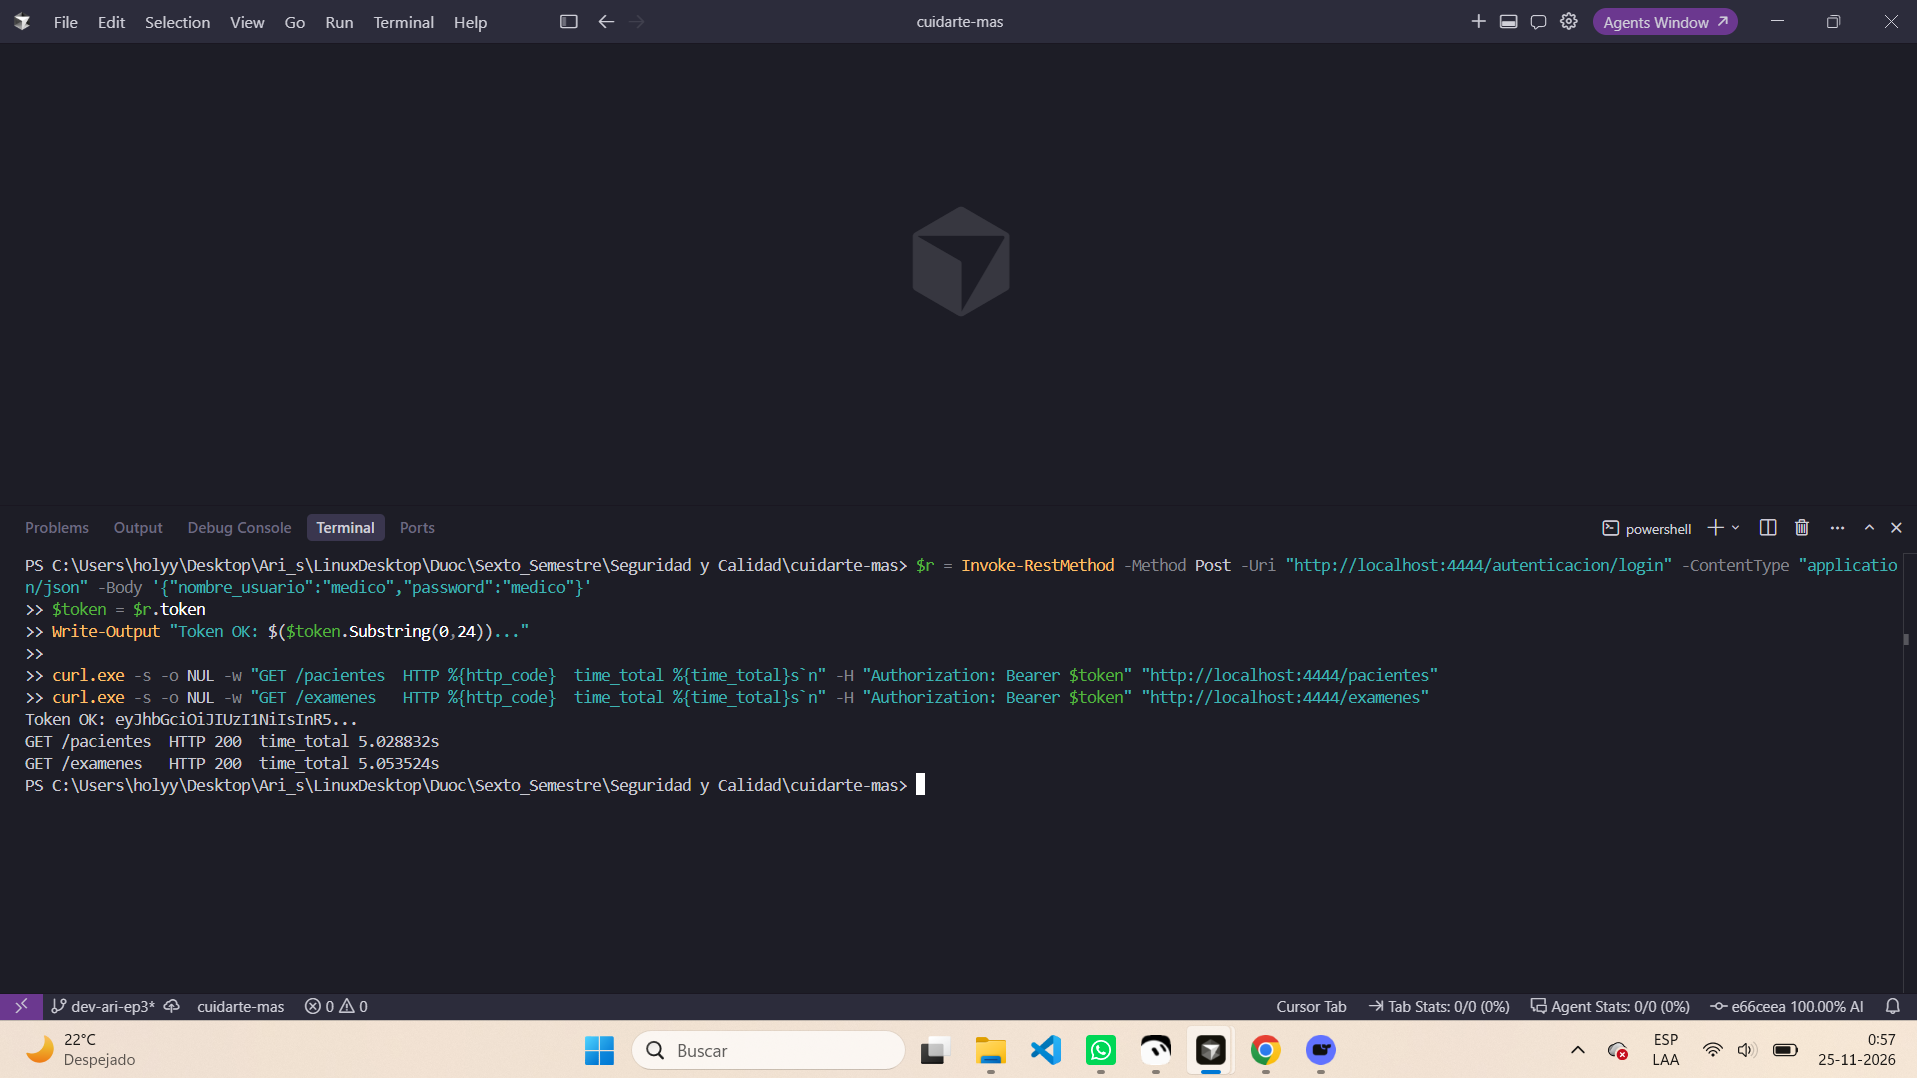 File Edit Selection View Go Run Terminal Help
cuidarte-mas
Agents Window
Problems Output Debug Console Terminal Ports
powershell
PS C:\Users\holyy\Desktop\Ari_s\LinuxDesktop\Duoc\Sexto_Semestre\Seguridad y Calidad\cuidarte-mas> $r = Invoke-RestMethod -Method Post -Uri "http://localhost:4444/autenticacion/login" -ContentType "applicatio
n/json" -Body '{"nombre_usuario":"medico","password":"medico"}'
>> $token = $r.token
>> Write-Output "Token OK: $($token.Substring(0,24))..."
>>
>> curl.exe -s -o NUL -w "GET /pacientes  HTTP %{http_code}  time_total %{time_total}s`n" -H "Authorization: Bearer $token" "http://localhost:4444/pacientes"
>> curl.exe -s -o NUL -w "GET /examenes   HTTP %{http_code}  time_total %{time_total}s`n" -H "Authorization: Bearer $token" "http://localhost:4444/examenes"
Token OK: eyJhbGciOiJIUzI1NiIsInR5...
GET /pacientes  HTTP 200  time_total 5.028832s
GET /examenes   HTTP 200  time_total 5.053524s
PS C:\Users\holyy\Desktop\Ari_s\LinuxDesktop\Duoc\Sexto_Semestre\Seguridad y Calidad\cuidarte-mas>
dev-ari-ep3* cuidarte-mas 0 0 Cursor Tab Tab Stats: 0/0 (0%) Agent Stats: 0/0 (0%) e66ceea 100.00% AI
22°C
Despejado
Buscar
ESP
LAA
0:57
25-11-2026